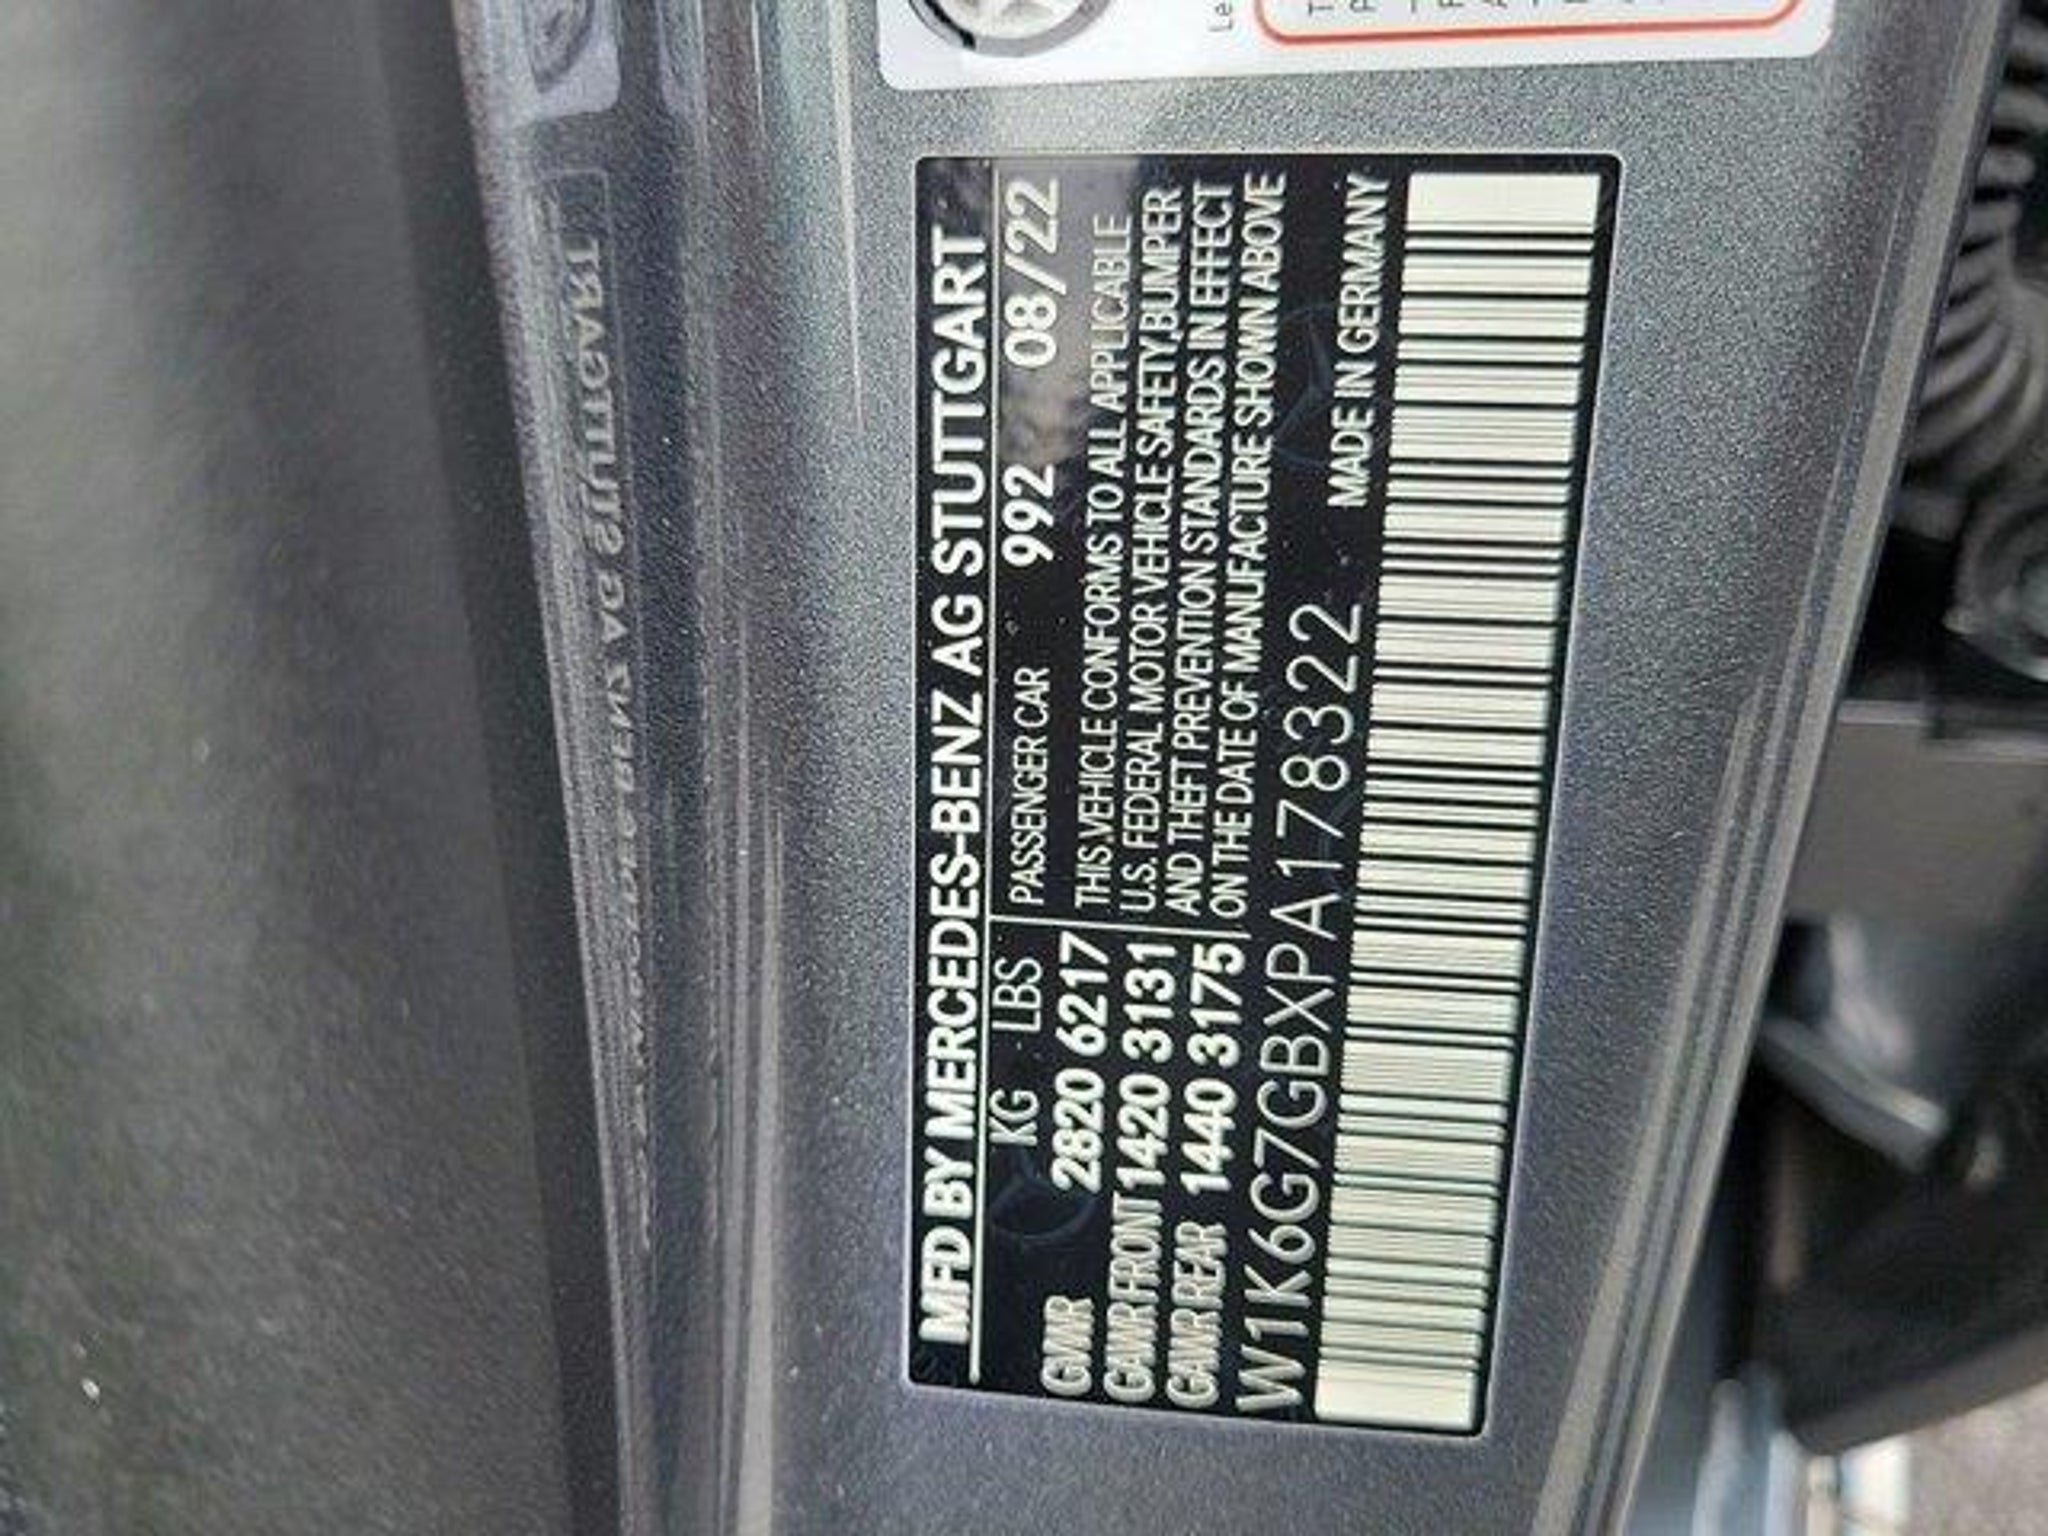 MFD BY MERCEDES-BENZ AG STUTTGART
KG LBS
PASSENGER CAR 992 08/22
GVWR 2820 6217
GAWR FRONT 1420 3131
GAWR REAR 1440 3175
THIS VEHICLE CONFORMS TO ALL APPLICABLE
U.S. FEDERAL MOTOR VEHICLE SAFETY, BUMPER
AND THEFT PREVENTION STANDARDS IN EFFECT
ON THE DATE OF MANUFACTURE SHOWN ABOVE
W1K6G7GBXPA178322 MADE IN GERMANY